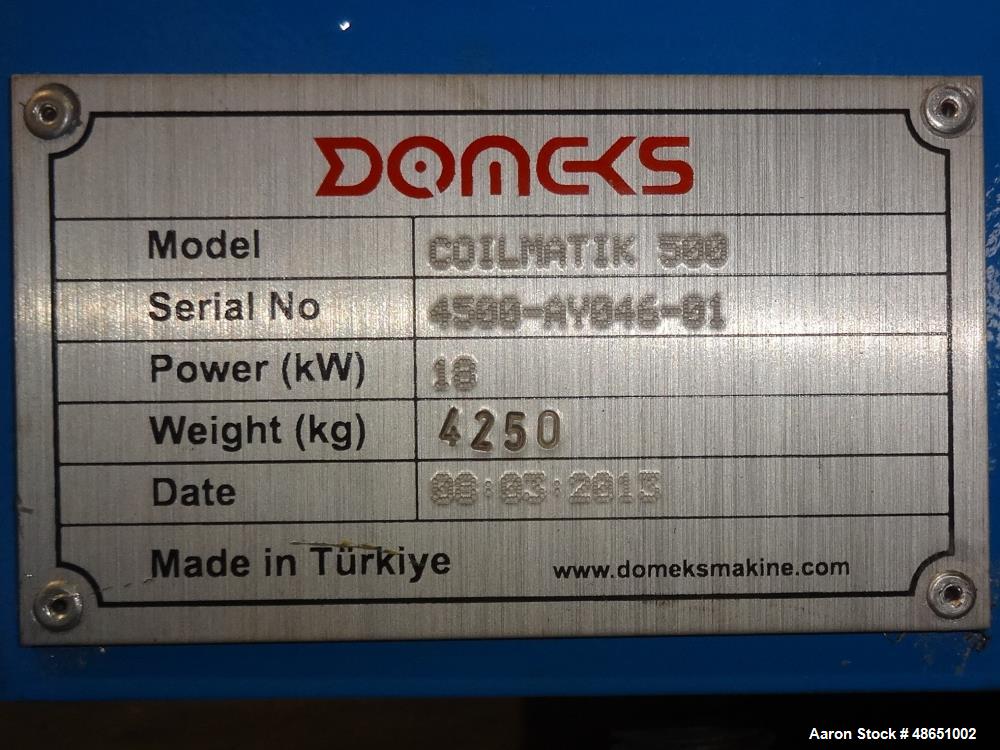 DOMEKS
Model COILMATIK 500
Serial No 4500-AY046-01
Power (kW) 18
Weight (kg) 4250
Date 08:03:2013
Made in Türkiye www.domeksmakine.com
Aaron Stock # 48651002